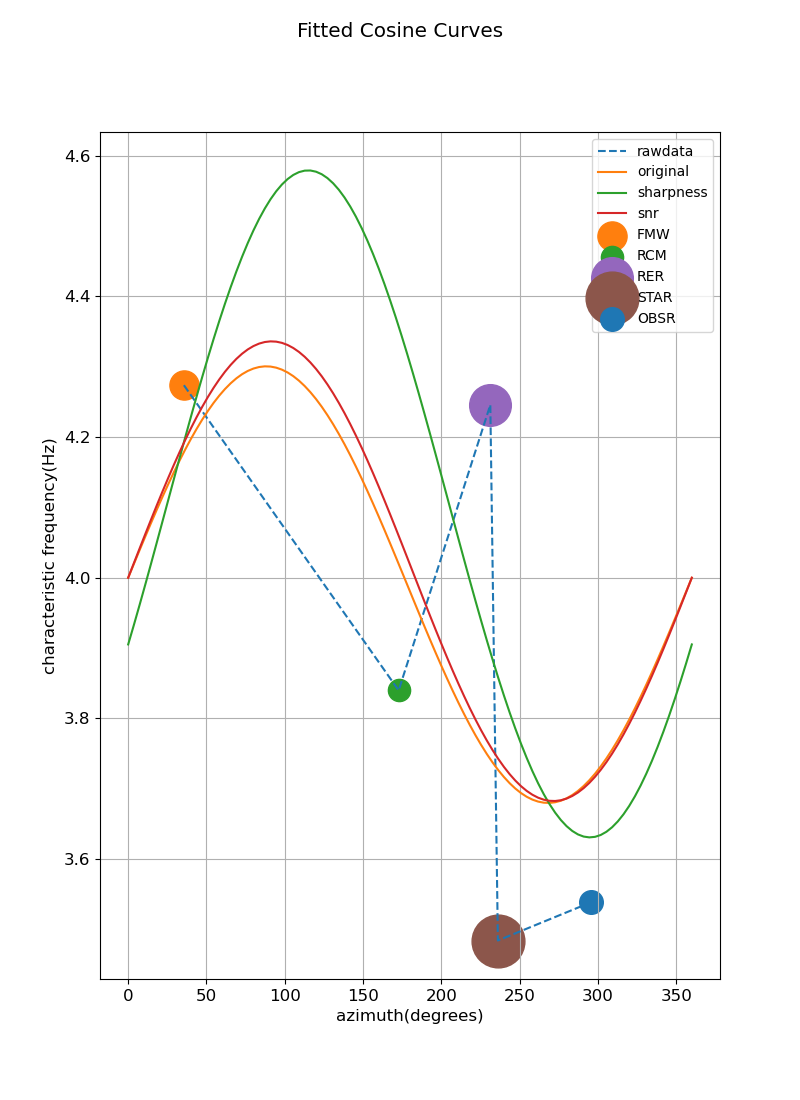 Fitted Cosine Curves
4.6
4.4
4.2
4.0
3.8
3.6
characteristic frequency(Hz)
rawdata
original
sharpness
snr
FMW
RCM
RER
STAR
OBSR
0 50 100 150 200 250 300 350
azimuth(degrees)